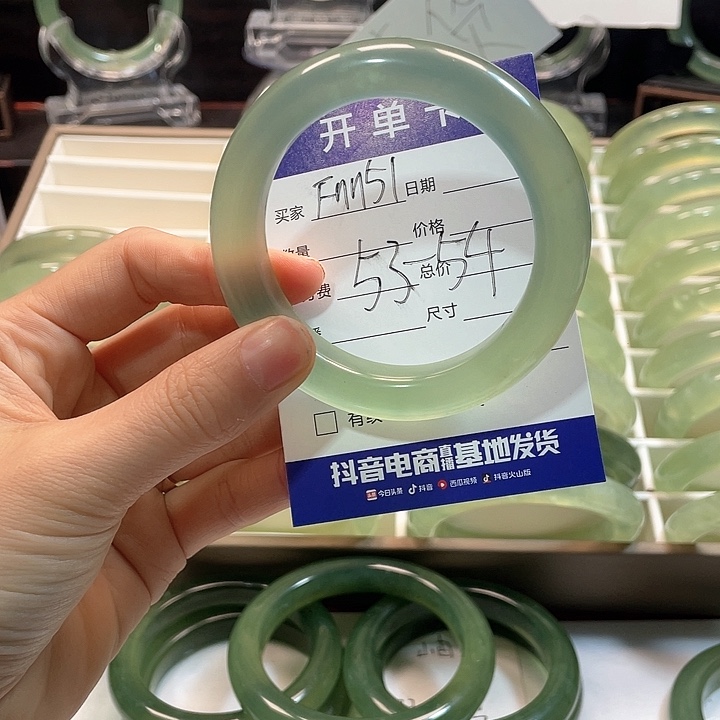 开单卡
买家 Fnn51 日期
数量 价格
53-54
费 总价
尺寸
有
抖音电商直播基地发货
今日头条 抖音 西瓜视频 抖音火山版